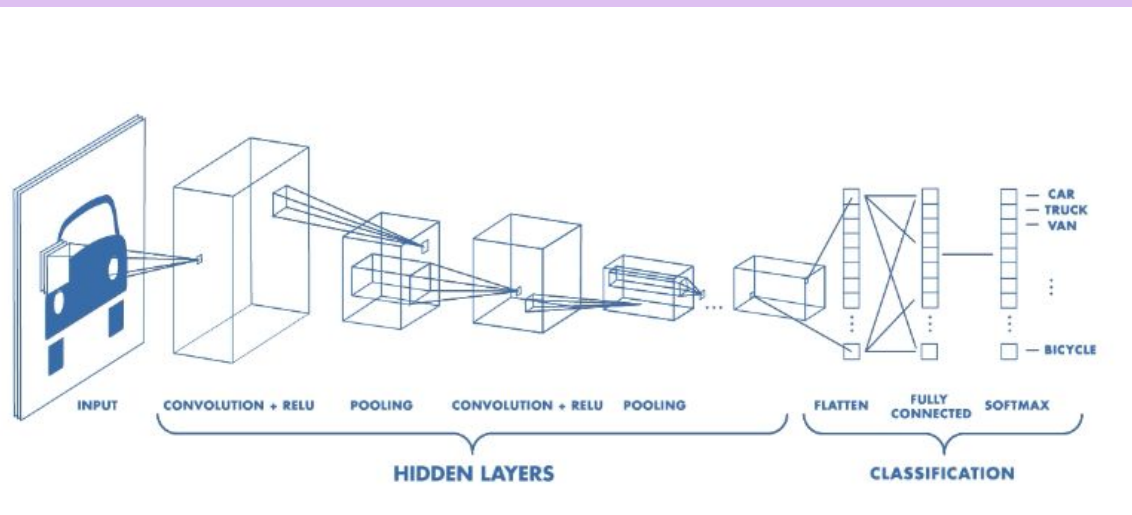 CAR
TRUCK
VAN
BICYCLE
INPUT
CONVOLUTION + RELU
POOLING
CONVOLUTION + RELU
POOLING
FLATTEN
FULLY
CONNECTED
SOFTMAX
HIDDEN LAYERS
CLASSIFICATION